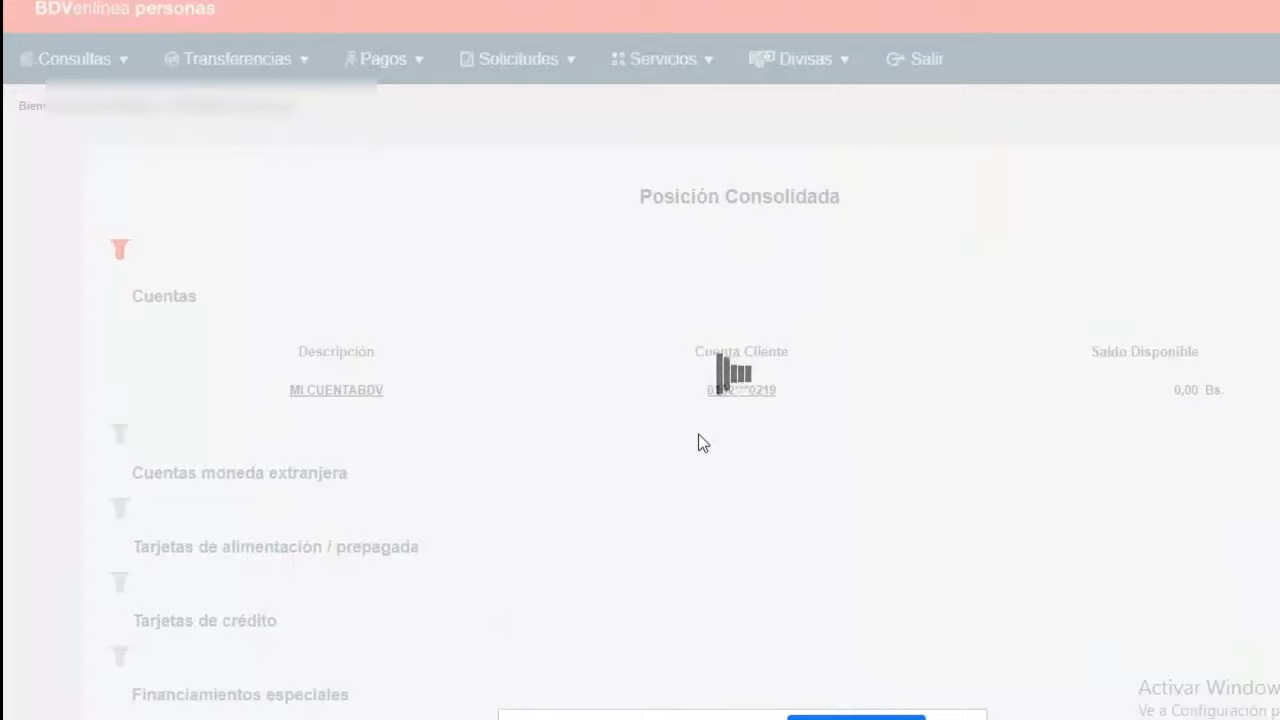 BDVenlínea personas
Consultas Transferencias Pagos Solicitudes Servicios Divisas Salir
Posición Consolidada
Cuentas
Descripción Cuenta Cliente Saldo Disponible
MI CUENTABDV 0,00 Bs.
Cuentas moneda extranjera
Tarjetas de alimentación / prepagada
Tarjetas de crédito
Financiamientos especiales
Activar Window
Ve a Configuración p